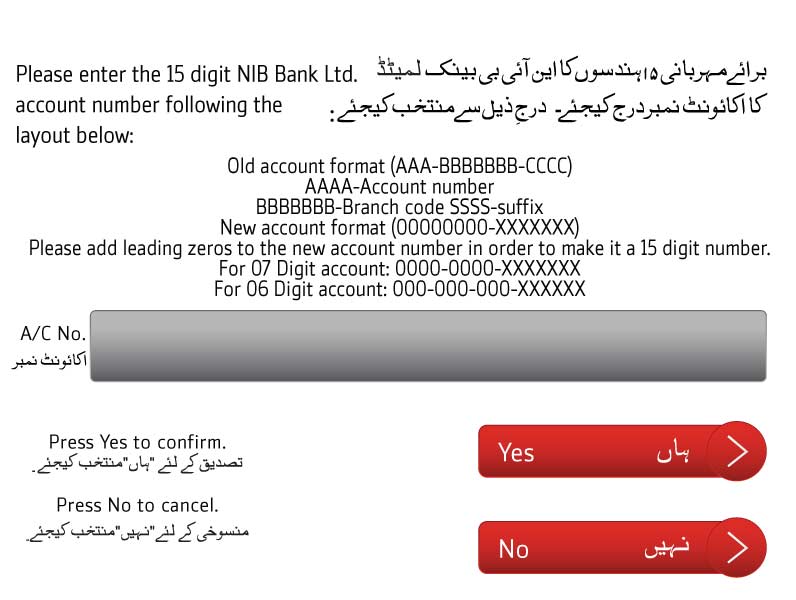 Please enter the 15 digit NIB Bank Ltd.
account number following the
layout below:
برائے مہربانی ۱۵ہندسوں کا این آئی بی بینک لمیٹڈ
کا اکائونٹ نمبر درج کیجئے۔ درجِ ذیل سے منتخب کیجئے:
Old account format (AAA-BBBBBBB-CCCC)
AAAA-Account number
BBBBBBB-Branch code SSSS-suffix
New account format (00000000-XXXXXXX)
Please add leading zeros to the new account number in order to make it a 15 digit number.
For 07 Digit account: 0000-0000-XXXXXXX
For 06 Digit account: 000-000-000-XXXXXX
A/C No.
اکائونٹ نمبر
Press Yes to confirm.
تصدیق کے لئے "ہاں" منتخب کیجئے۔
Yes ہاں
Press No to cancel.
منسوخی کے لئے "نہیں" منتخب کیجئے۔
No نہیں